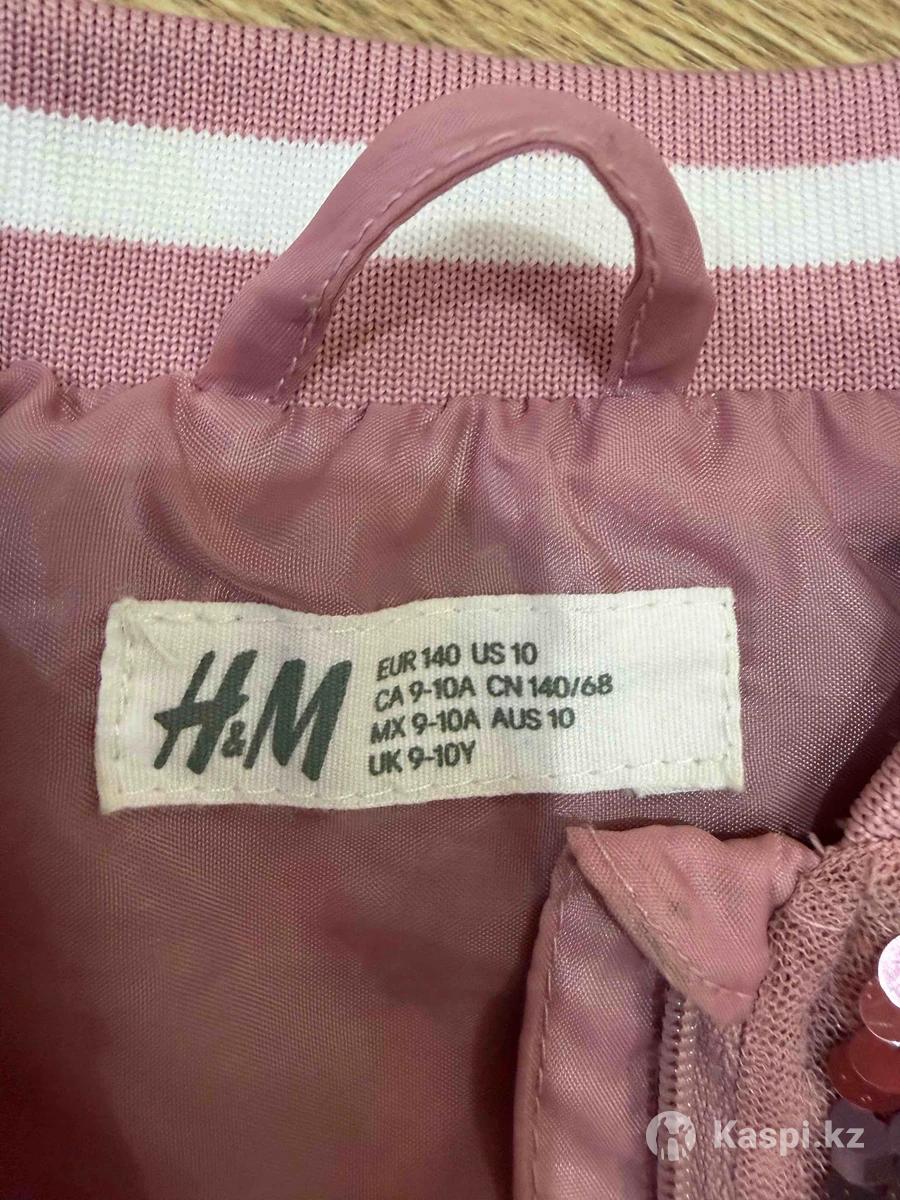 H&M
EUR 140 US 10
CA 9-10A CN 140/68
MX 9-10A AUS 10
UK 9-10Y
Kaspi.kz